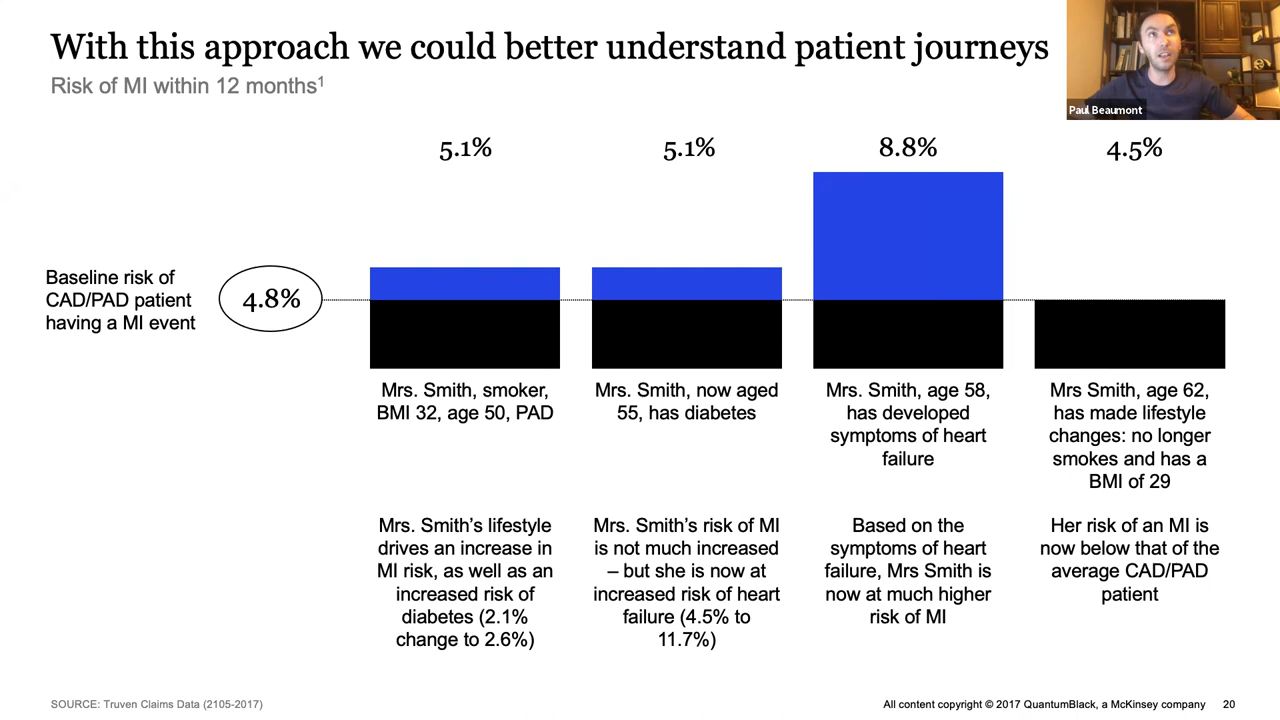 With this approach we could better understand patient journeys
Risk of MI within 12 months¹
Paul Beaumont
5.1%
5.1%
8.8%
4.5%
Baseline risk of
CAD/PAD patient
having a MI event
4.8%
Mrs. Smith, smoker,
BMI 32, age 50, PAD
Mrs. Smith, now aged
55, has diabetes
Mrs. Smith, age 58,
has developed
symptoms of heart
failure
Mrs Smith, age 62,
has made lifestyle
changes: no longer
smokes and has a
BMI of 29
Mrs. Smith’s lifestyle
drives an increase in
MI risk, as well as an
increased risk of
diabetes (2.1%
change to 2.6%)
Mrs. Smith’s risk of MI
is not much increased
– but she is now at
increased risk of heart
failure (4.5% to
11.7%)
Based on the
symptoms of heart
failure, Mrs Smith is
now at much higher
risk of MI
Her risk of an MI is
now below that of the
average CAD/PAD
patient
SOURCE: Truven Claims Data (2105-2017)
All content copyright © 2017 QuantumBlack, a McKinsey company 20